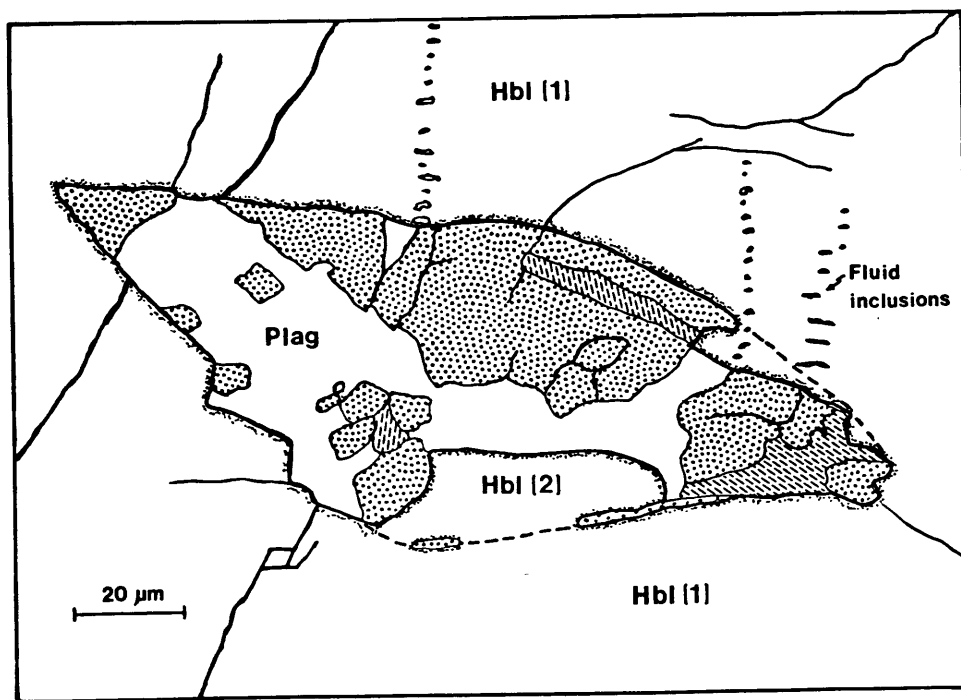 Hbl [1]
Fluid
inclusions
Plag
Hbl [2]
20 µm
Hbl [1]